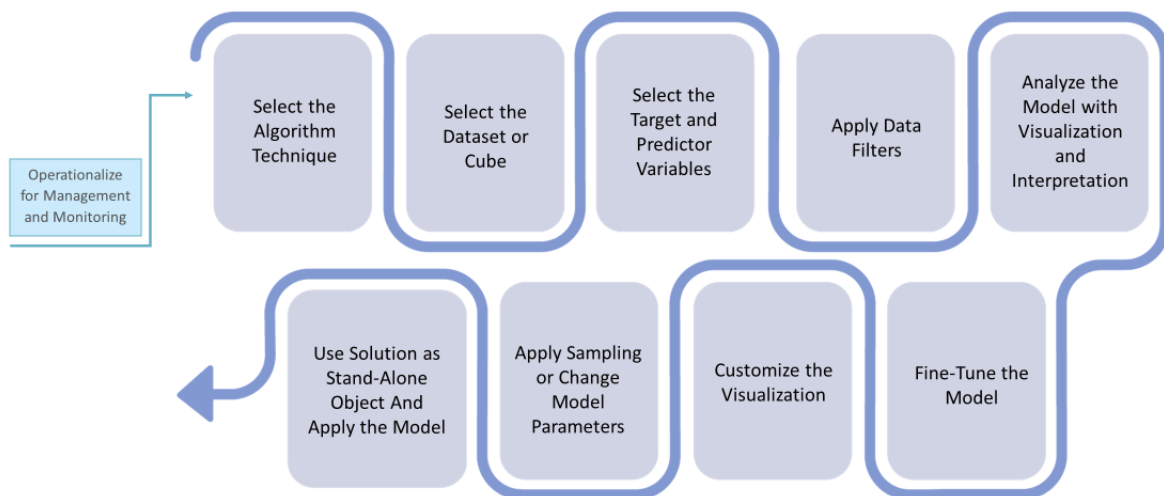 Operationalize
for Management
and Monitoring
Select the
Algorithm
Technique
Select the
Dataset or
Cube
Select the
Target and
Predictor
Variables
Apply Data
Filters
Analyze the
Model with
Visualization
and
Interpretation
Fine-Tune the
Model
Customize the
Visualization
Apply Sampling
or Change
Model
Parameters
Use Solution as
Stand-Alone
Object And
Apply the Model